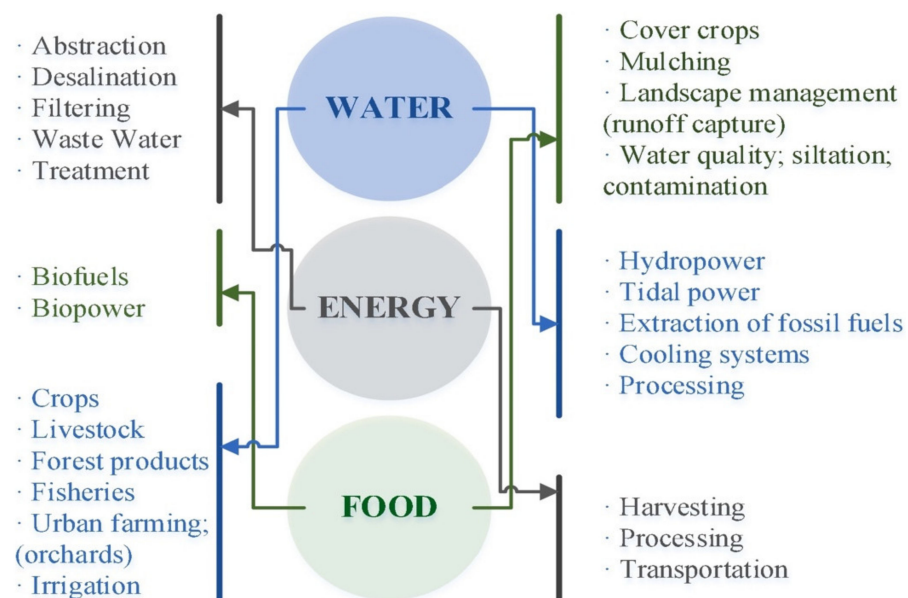 · Abstraction
· Desalination
· Filtering
· Waste Water
· Treatment
· Biofuels
· Biopower
· Crops
· Livestock
· Forest products
· Fisheries
· Urban farming;
(orchards)
· Irrigation
WATER
ENERGY
FOOD
· Cover crops
· Mulching
· Landscape management
(runoff capture)
· Water quality; siltation;
contamination
· Hydropower
· Tidal power
· Extraction of fossil fuels
· Cooling systems
· Processing
· Harvesting
· Processing
· Transportation